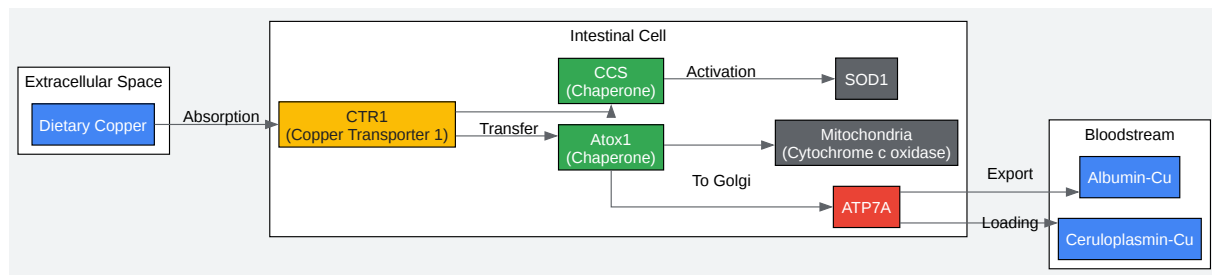 Intestinal Cell
Extracellular Space
Dietary Copper
Absorption
CTR1
(Copper Transporter 1)
Transfer
CCS
(Chaperone)
Activation
SOD1
Atox1
(Chaperone)
Mitochondria
(Cytochrome c oxidase)
To Golgi
ATP7A
Export
Loading
Bloodstream
Albumin-Cu
Ceruloplasmin-Cu